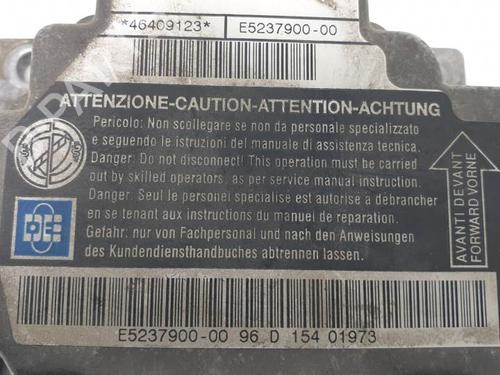 *46409123*
E5237900-00
ATTENZIONE-CAUTION-ATTENTION-ACHTUNG
Pericolo: Non scollegare se non da personale specializzato
e seguendo le istruzioni del manuale di assistenza tecnica.
Danger: Do not disconnect! This operation must be carried
out by skilled operators, as per service manual instruction.
Danger: Seul le personel specialisé est autorise a debrancher
en se tenant aux instructions du manuel de reparation.
Gefahr: nur von Fachpersonal und nach den Anweisungen
des Kundendiensthandbuches abtrennen lassen.
AVANTI DEVANT
FORWARD VORNE
E5237900-00 96 D 154 01973